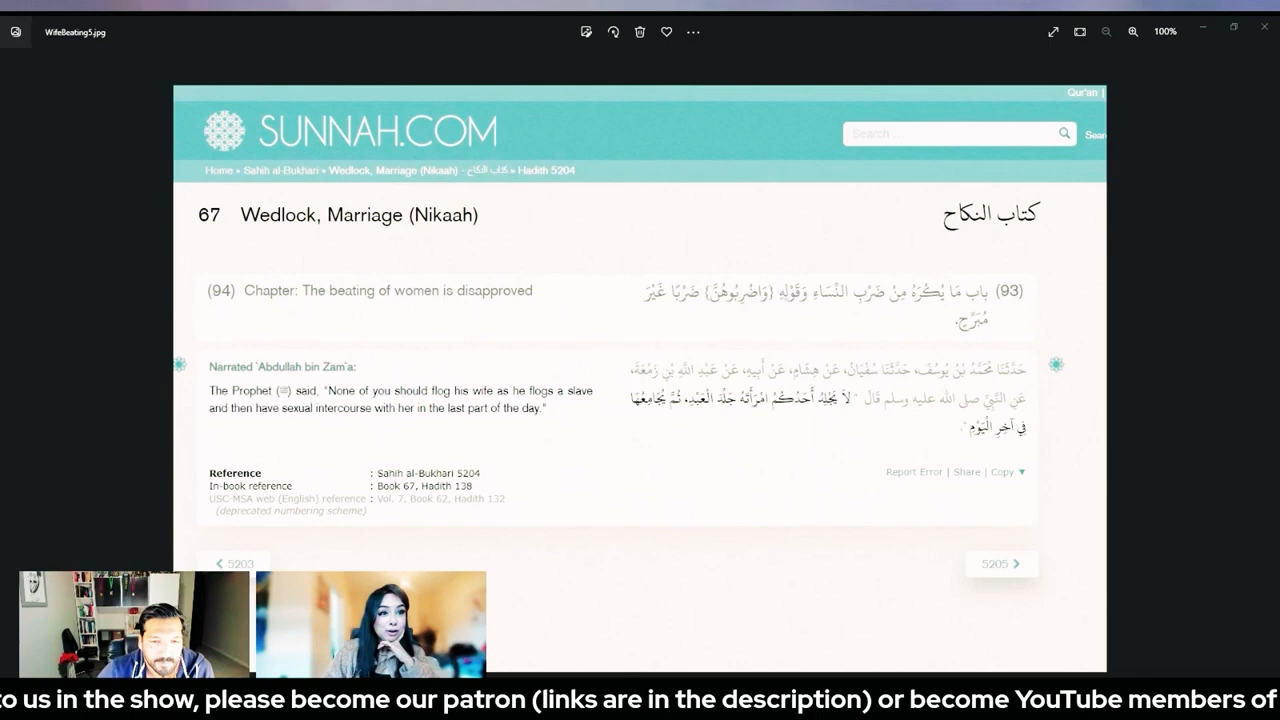 WifeBeating5.jpg
100%
Qur'an |
SUNNAH.COM
Search ...
Sear
Home » Sahih al-Bukhari » Wedlock, Marriage (Nikaah) - كتاب النكاح » Hadith 5204
67 Wedlock, Marriage (Nikaah)
كتاب النكاح
(94) Chapter: The beating of women is disapproved
(93) باب مَا يُكْرَهُ مِنْ ضَرْبِ النِّسَاءِ وَقَوْلِهِ {وَاضْرِبُوهُنَّ} ضَرْبًا غَيْرَ
مُبَرِّحٍ.
Narrated `Abdullah bin Zam`a:
The Prophet (ﷺ) said, "None of you should flog his wife as he flogs a slave
and then have sexual intercourse with her in the last part of the day."
حَدَّثَنَا مُحَمَّدُ بْنُ يُوسُفَ، حَدَّثَنَا سُفْيَانُ، عَنْ هِشَامٍ، عَنْ أَبِيهِ، عَنْ عَبْدِ اللَّهِ بْنِ زَمْعَةَ،
عَنِ النَّبِيِّ صلى الله عليه وسلم قَالَ " لاَ يَجْلِدُ أَحَدُكُمُ امْرَأَتَهُ جَلْدَ الْعَبْدِ، ثُمَّ يُجَامِعُهَا
فِي آخِرِ الْيَوْمِ ".
Reference : Sahih al-Bukhari 5204
In-book reference : Book 67, Hadith 138
USC-MSA web (English) reference : Vol. 7, Book 62, Hadith 132
(deprecated numbering scheme)
Report Error | Share | Copy ▼
5203
5205
to us in the show, please become our patron (links are in the description) or become YouTube members of